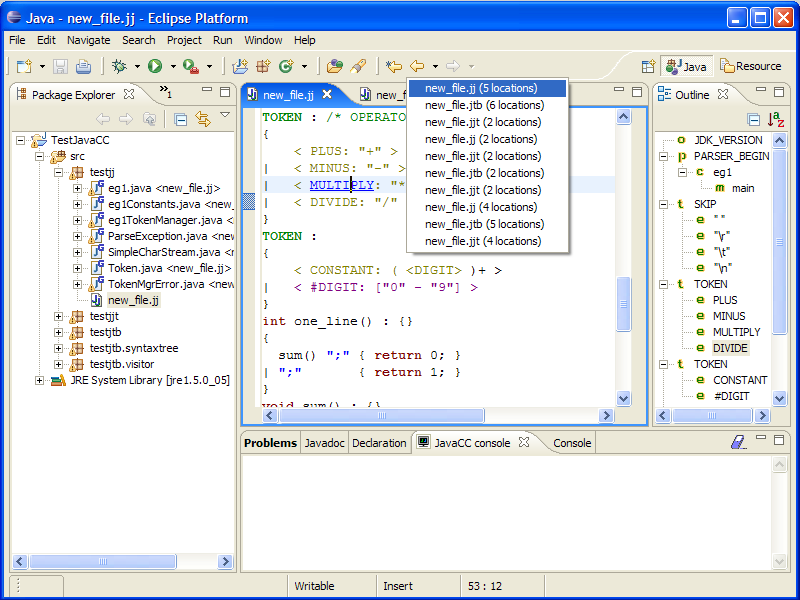 Java - new_file.jj - Eclipse Platform
File Edit Navigate Search Project Run Window Help
Java Resource
Package Explorer »1
TestJavaCC
src
testjj
eg1.java <new_file.jj>
eg1Constants.java <new
eg1TokenManager.java <
ParseException.java <new
SimpleCharStream.java <
Token.java <new_file.jj>
TokenMgrError.java <new
new_file.jj
testjjt
testjtb
testjtb.syntaxtree
testjtb.visitor
JRE System Library [jre1.5.0_05]
new_file.jj new_f
TOKEN : /* OPERATO
{
< PLUS: "+" >
| < MINUS: "-" >
| < MULTIPLY: "*
| < DIVIDE: "/"
}
TOKEN :
{
< CONSTANT: ( <DIGIT> )+ >
| < #DIGIT: ["0" - "9"] >
}
int one_line() : {}
{
sum() ";" { return 0; }
| ";" { return 1; }
}
void sum() : {}
new_file.jj (5 locations)
new_file.jtb (6 locations)
new_file.jjt (2 locations)
new_file.jj (2 locations)
new_file.jjt (2 locations)
new_file.jtb (2 locations)
new_file.jjt (2 locations)
new_file.jj (4 locations)
new_file.jtb (5 locations)
new_file.jjt (4 locations)
Outline
JDK_VERSION
PARSER_BEGIN
eg1
main
SKIP
" "
"\r"
"\t"
"\n"
TOKEN
PLUS
MINUS
MULTIPLY
DIVIDE
TOKEN
CONSTANT
#DIGIT
Problems Javadoc Declaration JavaCC console Console
Writable Insert 53 : 12